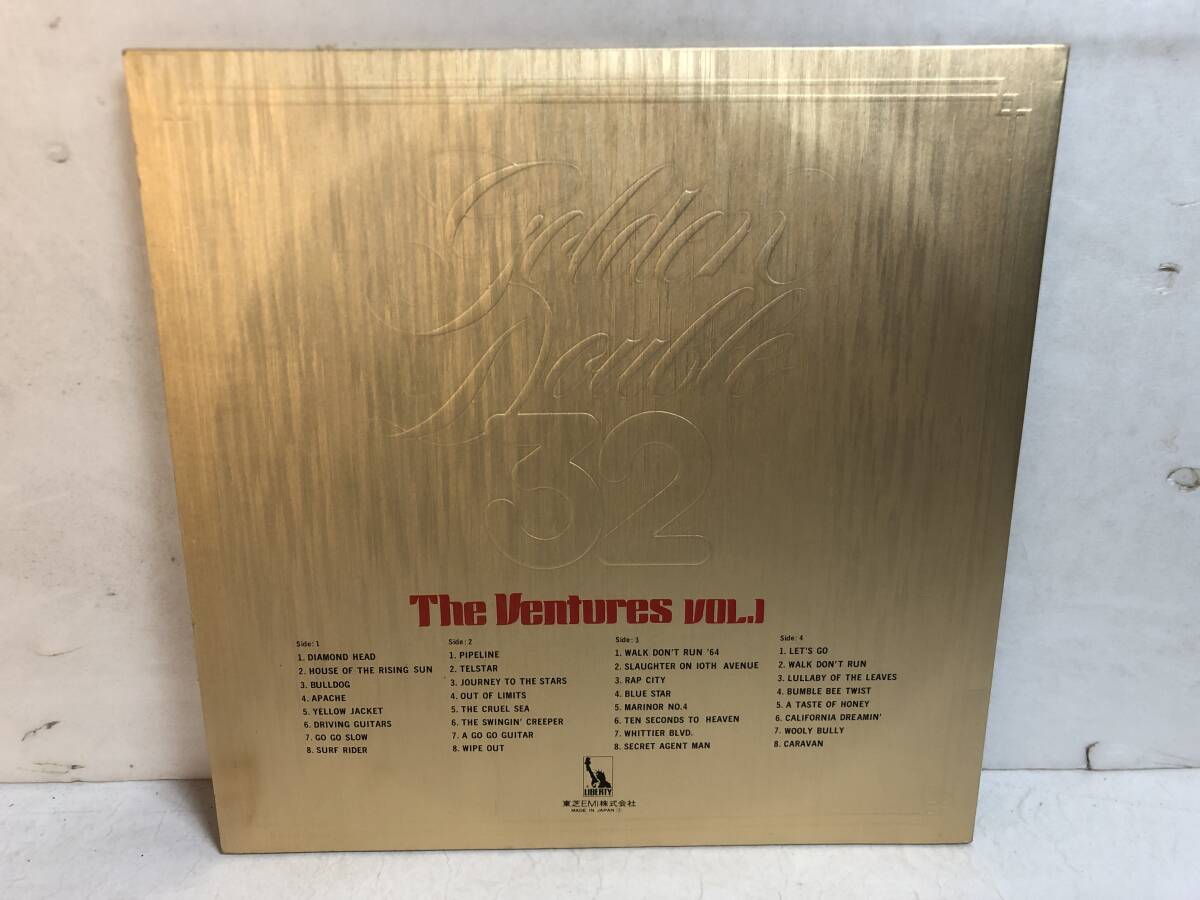 Golden
Double
32
The Ventures VOL.1
Side: 1
1. DIAMOND HEAD
2. HOUSE OF THE RISING SUN
3. BULLDOG
4. APACHE
5. YELLOW JACKET
6. DRIVING GUITARS
7. GO GO SLOW
8. SURF RIDER
Side: 2
1. PIPELINE
2. TELSTAR
3. JOURNEY TO THE STARS
4. OUT OF LIMITS
5. THE CRUEL SEA
6. THE SWINGIN' CREEPER
7. A GO GO GUITAR
8. WIPE OUT
Side: 3
1. WALK DON'T RUN '64
2. SLAUGHTER ON 10TH AVENUE
3. RAP CITY
4. BLUE STAR
5. MARINOR NO.4
6. TEN SECONDS TO HEAVEN
7. WHITTIER BLVD.
8. SECRET AGENT MAN
Side: 4
1. LET'S GO
2. WALK DON'T RUN
3. LULLABY OF THE LEAVES
4. BUMBLE BEE TWIST
5. A TASTE OF HONEY
6. CALIFORNIA DREAMIN'
7. WOOLY BULLY
8. CARAVAN
LIBERTY
東芝EMI株式会社
MADE IN JAPAN